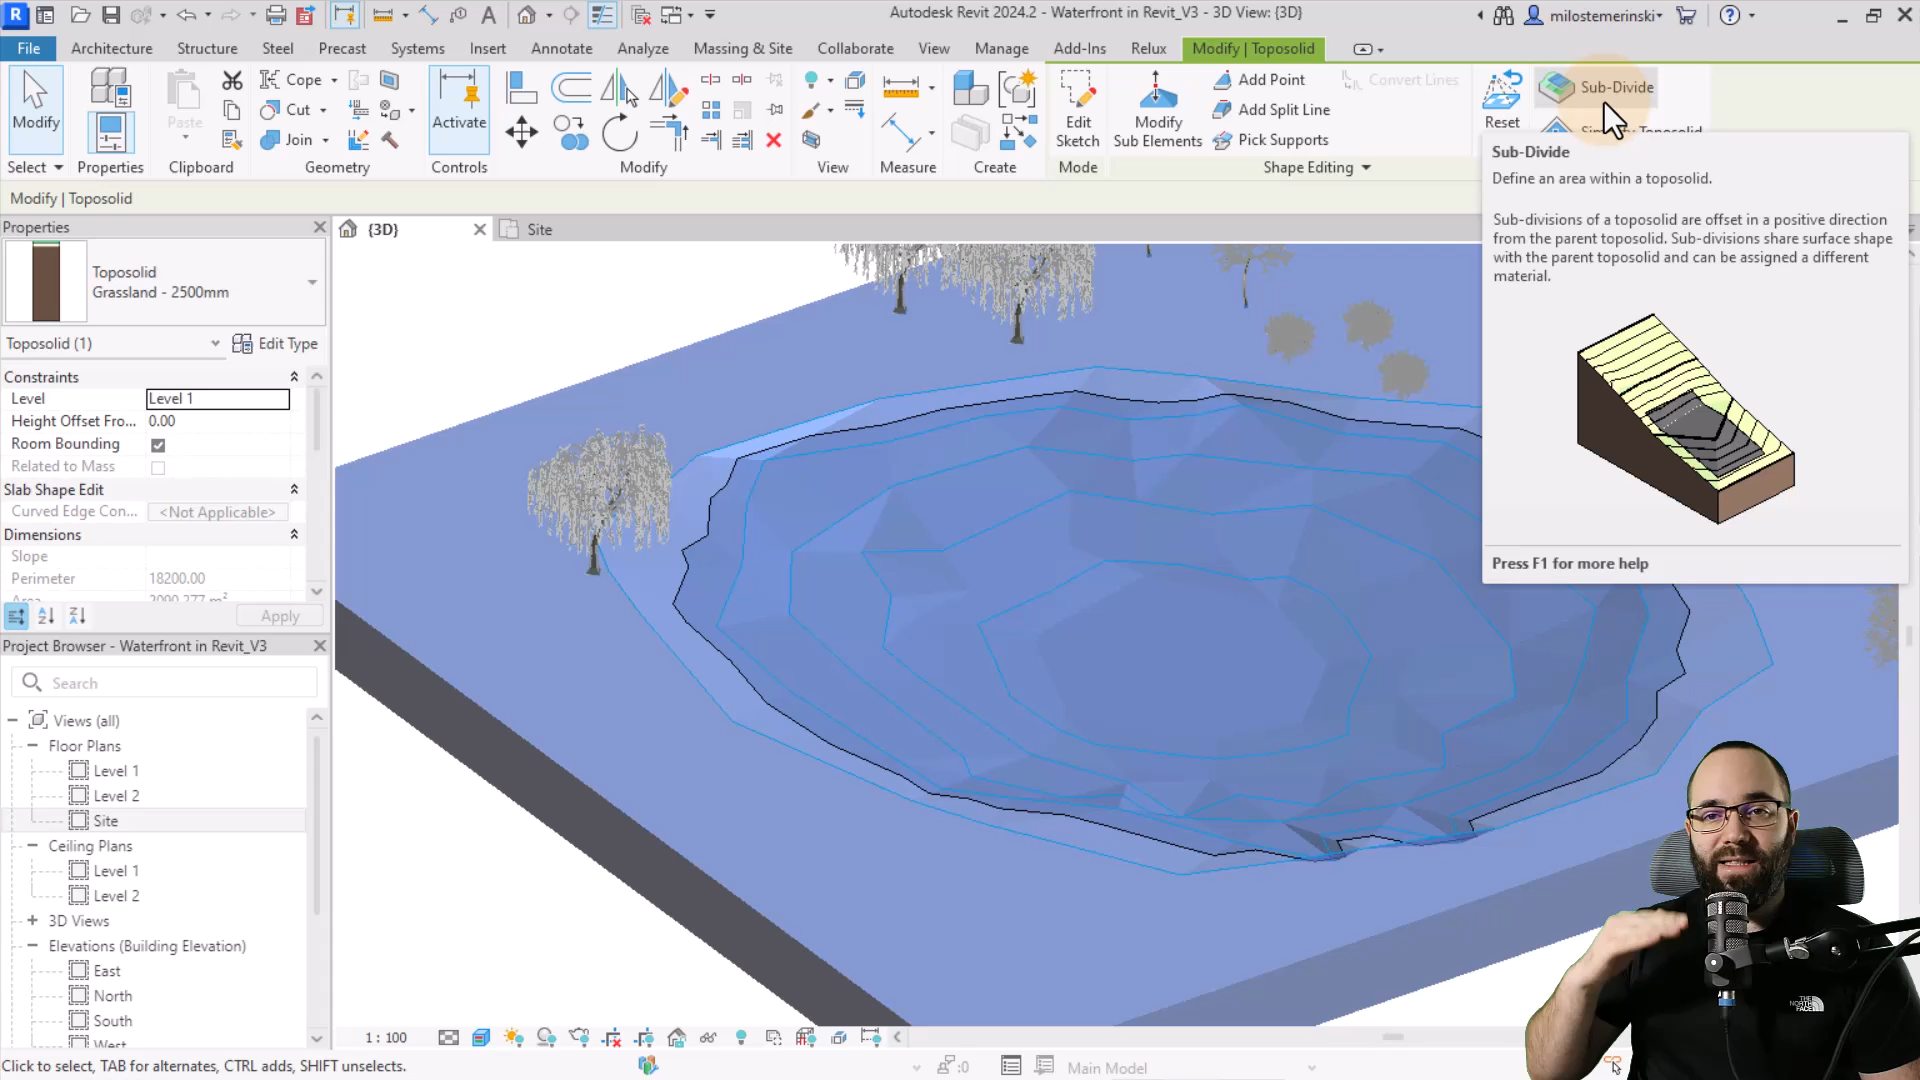 Autodesk Revit 2024.2 - Waterfront in Revit_V3 - 3D View: {3D}
milostemerinski
File
Architecture
Structure
Steel
Precast
Systems
Insert
Annotate
Analyze
Massing & Site
Collaborate
View
Manage
Add-Ins
Relux
Modify | Toposolid
Modify
Paste
Cope
Cut
Join
Activate
Edit Sketch
Modify Sub Elements
Add Point
Add Split Line
Pick Supports
Convert Lines
Reset
Sub-Divide
Select
Properties
Clipboard
Geometry
Controls
Modify
View
Measure
Create
Mode
Shape Editing
Sub-Divide
Define an area within a toposolid.
Sub-divisions of a toposolid are offset in a positive direction
from the parent toposolid. Sub-divisions share surface shape
with the parent toposolid and can be assigned a different
material.
Press F1 for more help
Modify | Toposolid
Properties
{3D}
Site
Toposolid
Grassland - 2500mm
Toposolid (1)
Edit Type
Constraints
Level
Level 1
Height Offset Fro...
0.00
Room Bounding
Related to Mass
Slab Shape Edit
Curved Edge Con...
<Not Applicable>
Dimensions
Slope
Perimeter
18200.00
Apply
Project Browser - Waterfront in Revit_V3
Search
Views (all)
Floor Plans
Level 1
Level 2
Site
Ceiling Plans
Level 1
Level 2
3D Views
Elevations (Building Elevation)
East
North
South
West
1 : 100
Click to select, TAB for alternates, CTRL adds, SHIFT unselects.
:0
Main Model
THE
NORTH
FACE